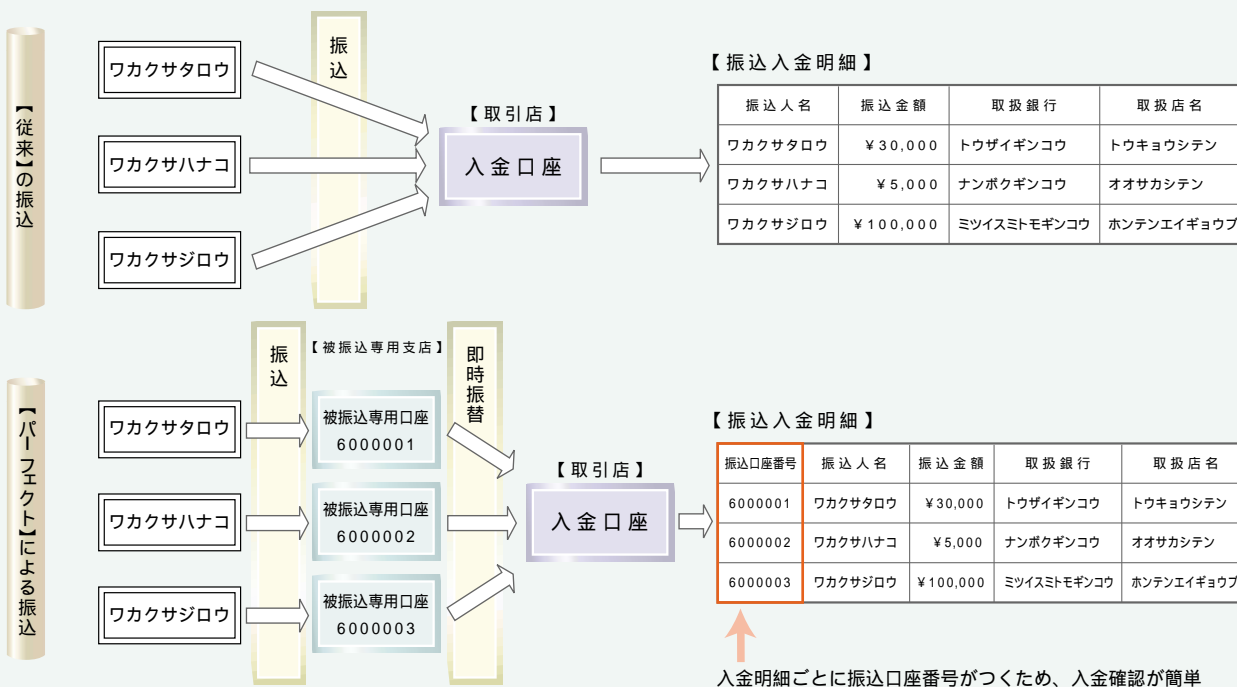 【従来】の振込
ワカクサタロウ
ワカクサハナコ
ワカクサジロウ
振込
【取引店】
入金口座
【振込入金明細】
振込人名 振込金額 取扱銀行 取扱店名
ワカクサタロウ ¥30,000 トウザイギンコウ トウキョウシテン
ワカクサハナコ ¥5,000 ナンボクギンコウ オオサカシテン
ワカクサジロウ ¥100,000 ミツイスミトモギンコウ ホンテンエイギョウブ
【パーフェクト】による振込
ワカクサタロウ
ワカクサハナコ
ワカクサジロウ
振込
【被振込専用支店】
被振込専用口座
6000001
被振込専用口座
6000002
被振込専用口座
6000003
即時振替
【取引店】
入金口座
【振込入金明細】
振込口座番号 振込人名 振込金額 取扱銀行 取扱店名
6000001 ワカクサタロウ ¥30,000 トウザイギンコウ トウキョウシテン
6000002 ワカクサハナコ ¥5,000 ナンボクギンコウ オオサカシテン
6000003 ワカクサジロウ ¥100,000 ミツイスミトモギンコウ ホンテンエイギョウブ
入金明細ごとに振込口座番号がつくため、入金確認が簡単